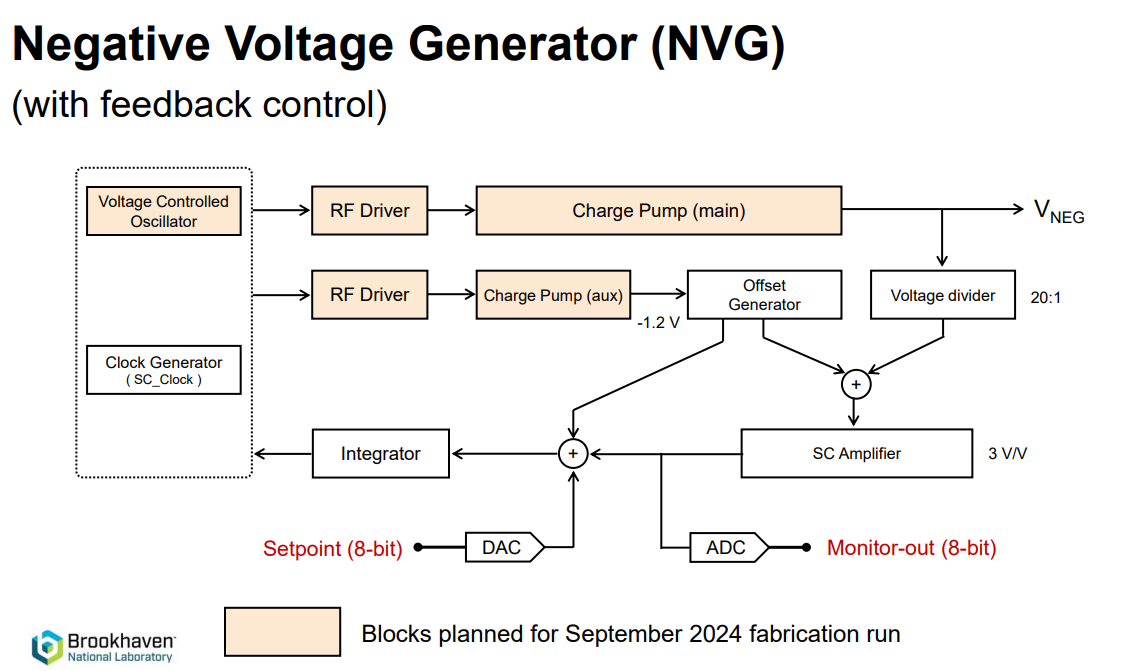 Negative Voltage Generator (NVG)
(with feedback control)
Voltage Controlled
Oscillator
RF Driver
Charge Pump (main)
VNEG
RF Driver
Charge Pump (aux)
-1.2 V
Offset
Generator
Voltage divider
20:1
Clock Generator
( SC_Clock )
+
Integrator
+
SC Amplifier
3 V/V
Setpoint (8-bit)
DAC
ADC
Monitor-out (8-bit)
Blocks planned for September 2024 fabrication run
Brookhaven
National Laboratory